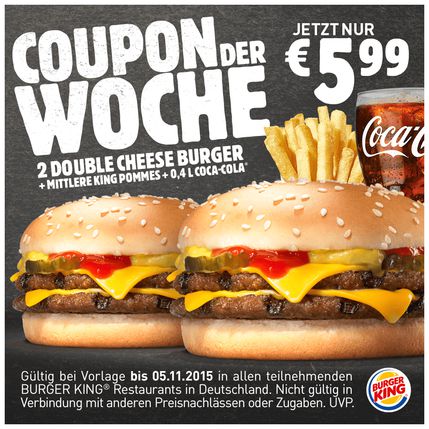 COUPON DER
WOCHE
JETZT NUR
€5.99
2 DOUBLE CHEESE BURGER
+ MITTLERE KING POMMES + 0,4 L COCA-COLA*
Coca-C
Gültig bei Vorlage bis 05.11.2015 in allen teilnehmenden
BURGER KING® Restaurants in Deutschland. Nicht gültig in
Verbindung mit anderen Preisnachlässen oder Zugaben. UVP.
BURGER
KING